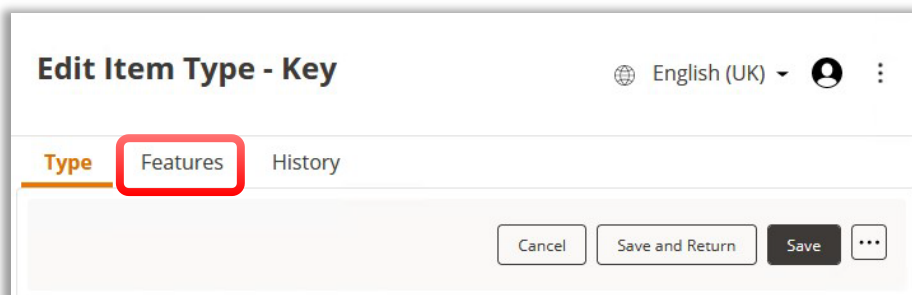 Edit Item Type - Key
English (UK)
Type Features History
Cancel Save and Return Save